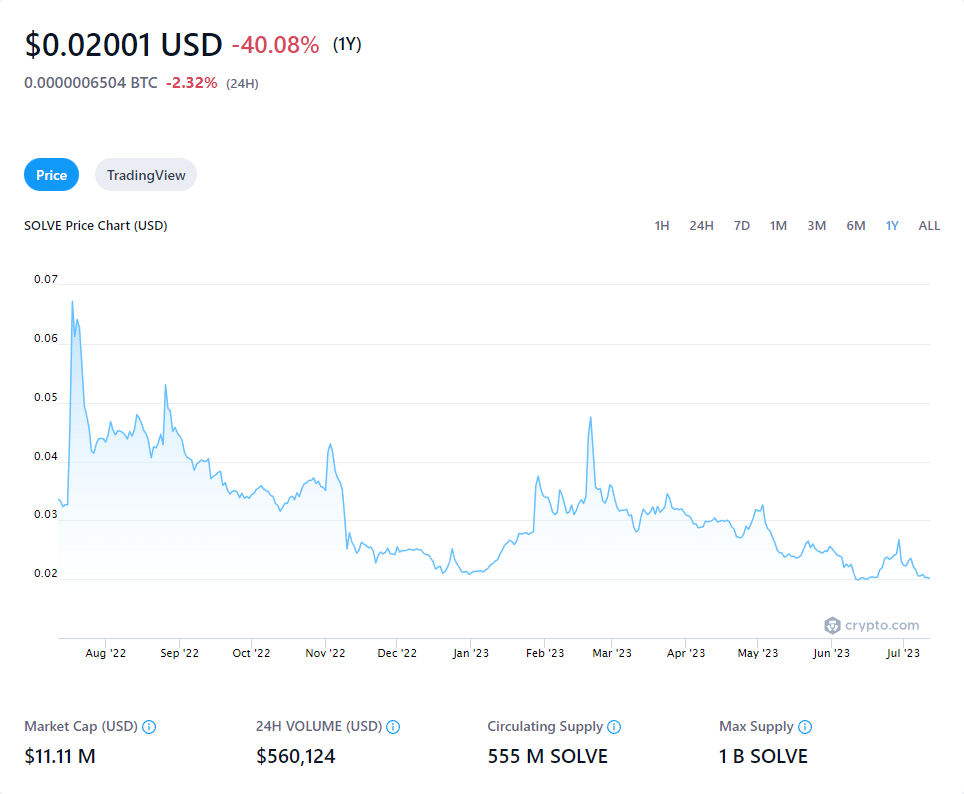 $0.02001 USD -40.08% (1Y)
0.0000006504 BTC -2.32% (24H)
Price TradingView
SOLVE Price Chart (USD) 1H 24H 7D 1M 3M 6M 1Y ALL
0.07
0.06
0.05
0.04
0.03
0.02
crypto.com
Aug '22 Sep '22 Oct '22 Nov '22 Dec '22 Jan '23 Feb '23 Mar '23 Apr '23 May '23 Jun '23 Jul '23
Market Cap (USD) 24H VOLUME (USD) Circulating Supply Max Supply
$11.11 M $560,124 555 M SOLVE 1 B SOLVE